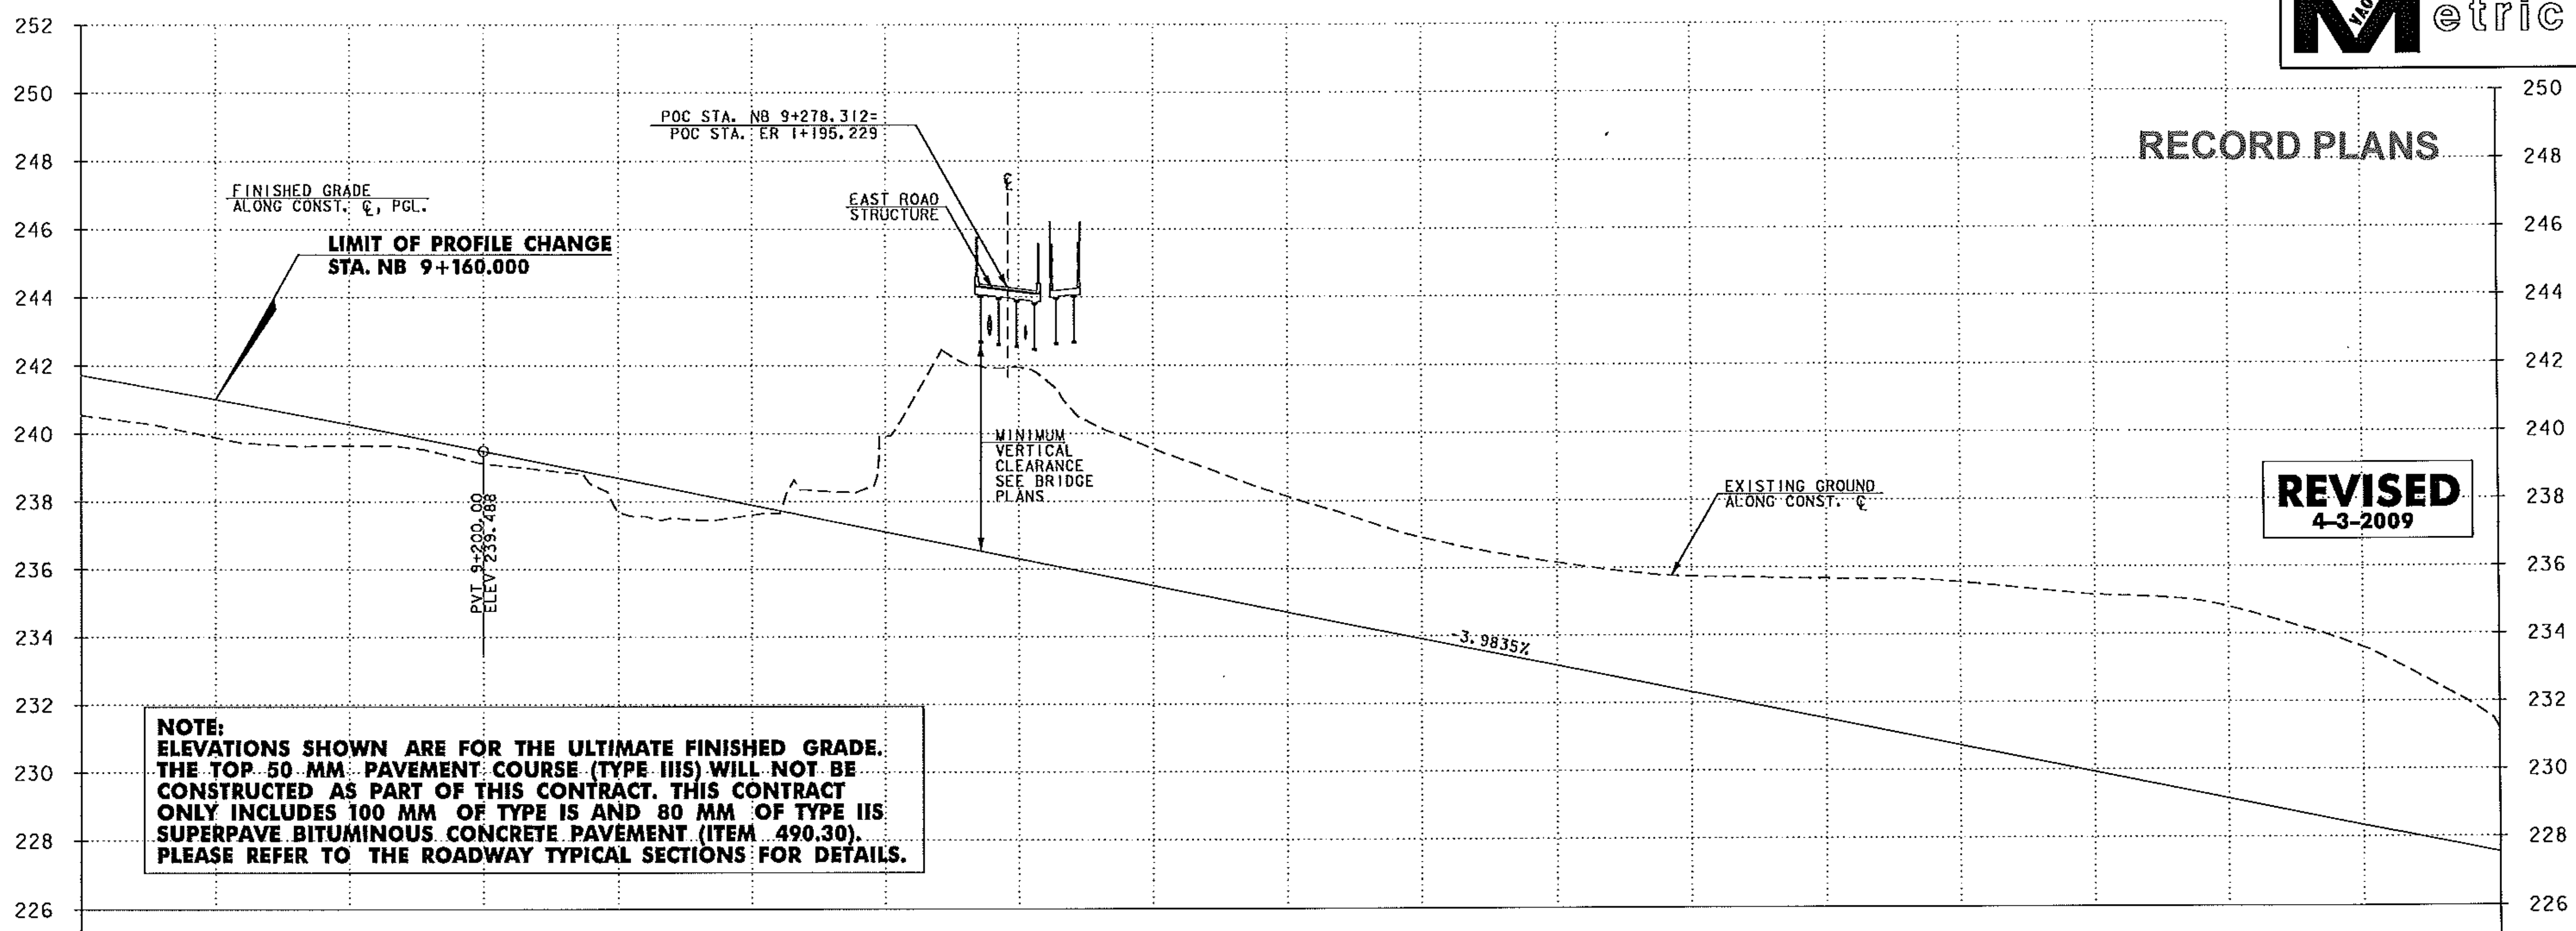 252
250
248
246
244
242
240
238
236
234
232
230
228
226
etric
250
248
246
244
242
240
238
236
234
232
230
228
226
RECORD PLANS
POC STA. NB 9+278.312=
POC STA. ER 1+195.229
FINISHED GRADE
ALONG CONST. ℄, PGL.
LIMIT OF PROFILE CHANGE
STA. NB 9+160.000
EAST ROAD
STRUCTURE
℄
MINIMUM
VERTICAL
CLEARANCE
SEE BRIDGE
PLANS
EXISTING GROUND
ALONG CONST. ℄
REVISED
4-3-2009
PVT 9+200.00
ELEV 239.488
-3.9835%
NOTE:
ELEVATIONS SHOWN ARE FOR THE ULTIMATE FINISHED GRADE.
THE TOP 50 MM PAVEMENT COURSE (TYPE IIIS) WILL NOT BE
CONSTRUCTED AS PART OF THIS CONTRACT. THIS CONTRACT
ONLY INCLUDES 100 MM OF TYPE IS AND 80 MM OF TYPE IIS
SUPERPAVE BITUMINOUS CONCRETE PAVEMENT (ITEM 490.30).
PLEASE REFER TO THE ROADWAY TYPICAL SECTIONS FOR DETAILS.